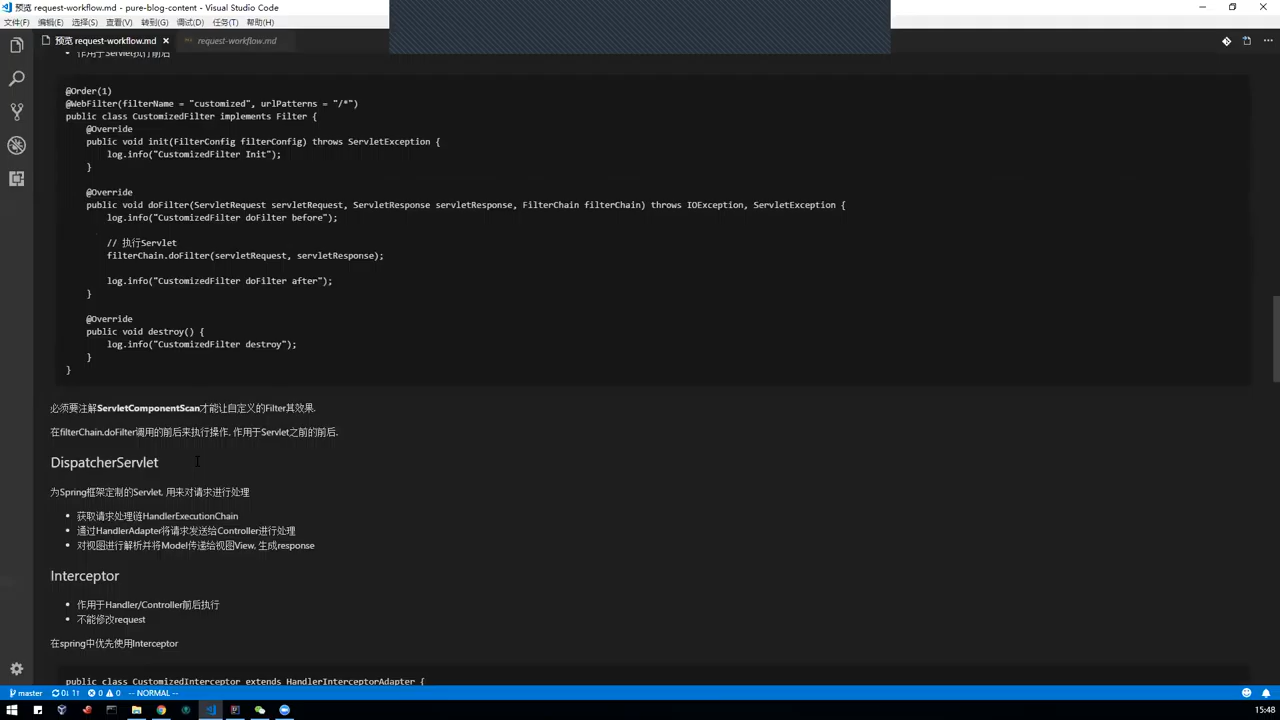 预览 request-workflow.md - pure-blog-content - Visual Studio Code
文件(F) 编辑(E) 选择(S) 查看(V) 转到(G) 调试(D) 任务(T) 帮助(H)
预览 request-workflow.md × request-workflow.md
• 作用于Servlet执行前后
@Order(1)
@WebFilter(filterName = "customized", urlPatterns = "/*")
public class CustomizedFilter implements Filter {
@Override
public void init(FilterConfig filterConfig) throws ServletException {
log.info("CustomizedFilter Init");
}
@Override
public void doFilter(ServletRequest servletRequest, ServletResponse servletResponse, FilterChain filterChain) throws IOException, ServletException {
log.info("CustomizedFilter doFilter before");
// 执行Servlet
filterChain.doFilter(servletRequest, servletResponse);
log.info("CustomizedFilter doFilter after");
}
@Override
public void destroy() {
log.info("CustomizedFilter destroy");
}
}
必须要注解ServletComponentScan才能让自定义的Filter其效果.
在filterChain.doFilter调用的前后来执行操作, 作用于Servlet之前的前后.
DispatcherServlet
为Spring框架定制的Servlet, 用来对请求进行处理
• 获取请求处理链HandlerExecutionChain
• 通过HandlerAdapter将请求发送给Controller进行处理
• 对视图进行解析并将Model传递给视图View, 生成response
Interceptor
• 作用于Handler/Controller前后执行
• 不能修改request
在spring中优先使用Interceptor
public class CustomizedInterceptor extends HandlerInterceptorAdapter {
master 0↓ 1↑ 0 0 -- NORMAL --
15:48